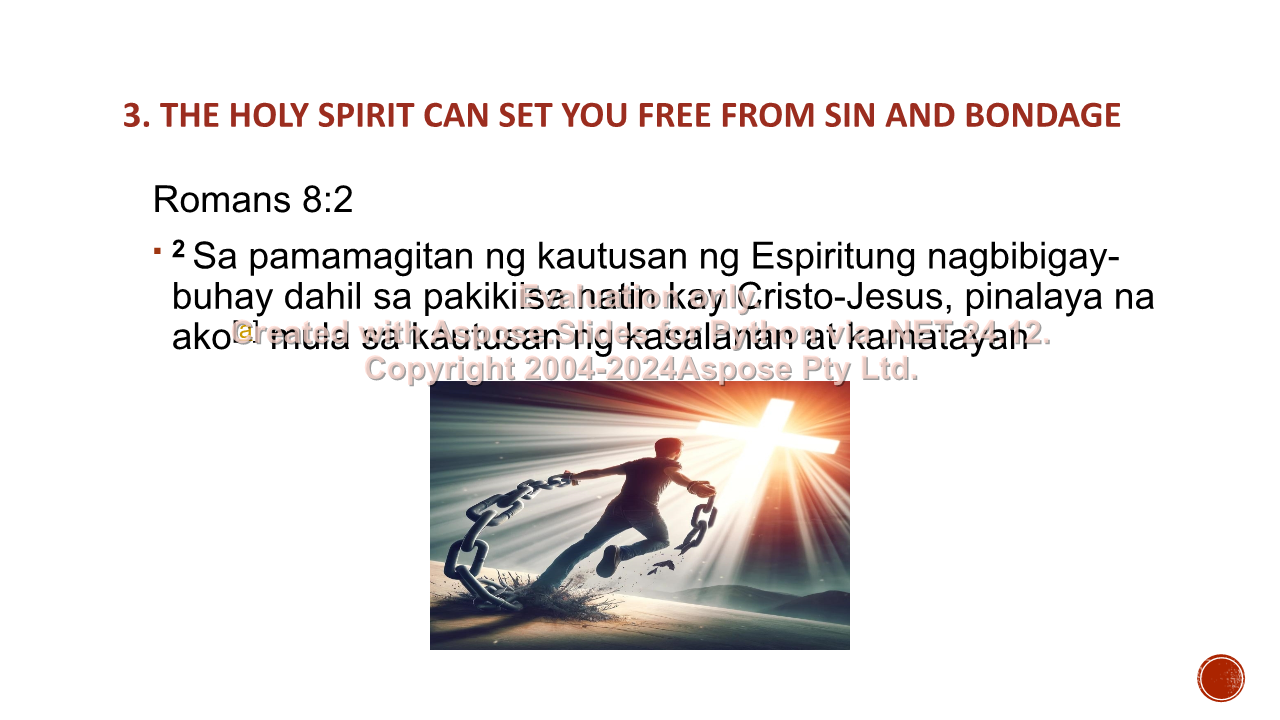 3. THE HOLY SPIRIT CAN SET YOU FREE FROM SIN AND BONDAGE
Romans 8:2
▪ 2 Sa pamamagitan ng kautusan ng Espiritung nagbibigay-
buhay dahil sa pakikiisa natin kay Cristo-Jesus, pinalaya na
ako[a] mula sa kautusan ng kasalanan at kamatayan
Evaluation only.
Created with Aspose.Slides for Python via .NET 24.12.
Copyright 2004-2024Aspose Pty Ltd.